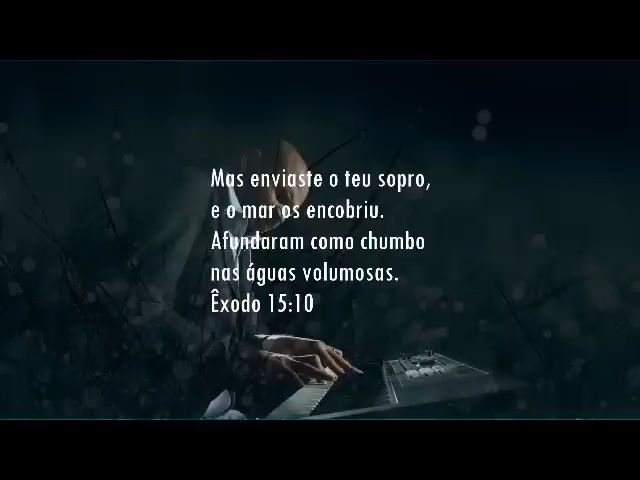 Mas enviaste o teu sopro,
e o mar os encobriu.
Afundaram como chumbo
nas águas volumosas.
Êxodo 15:10